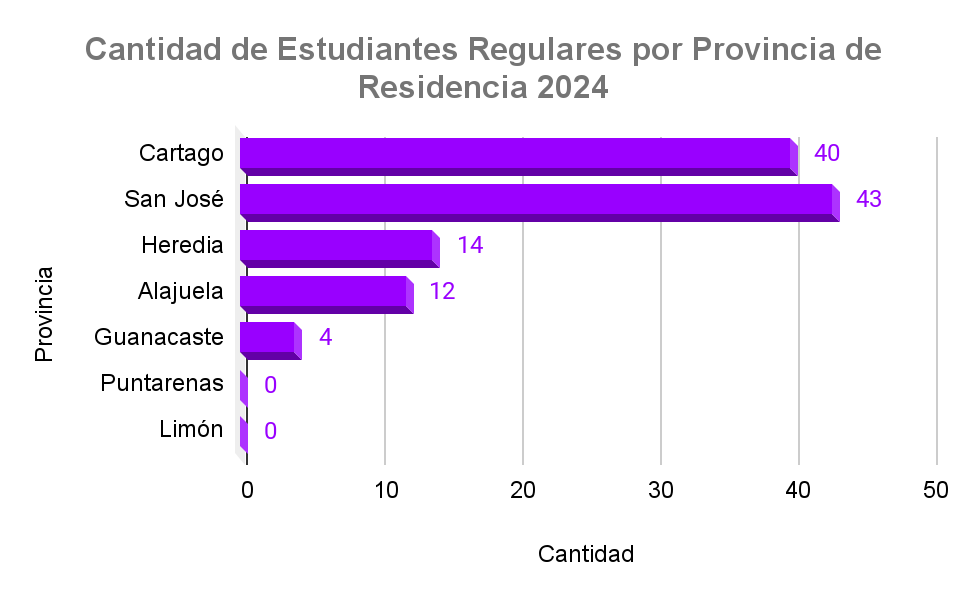 Cantidad de Estudiantes Regulares por Provincia de
Residencia 2024
Provincia
Cartago 40
San José 43
Heredia 14
Alajuela 12
Guanacaste 4
Puntarenas 0
Limón 0
0 10 20 30 40 50
Cantidad